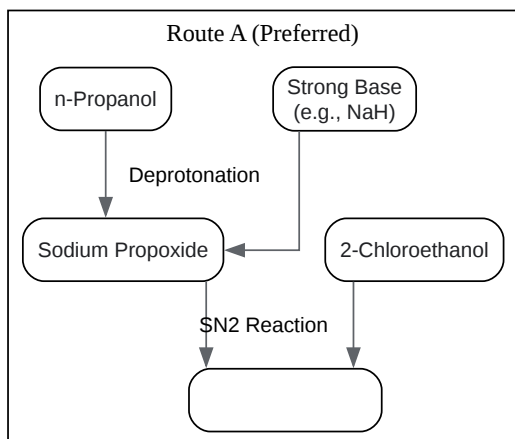 Route A (Preferred)
n-Propanol
Strong Base
(e.g., NaH)
Deprotonation
Sodium Propoxide
2-Chloroethanol
SN2 Reaction